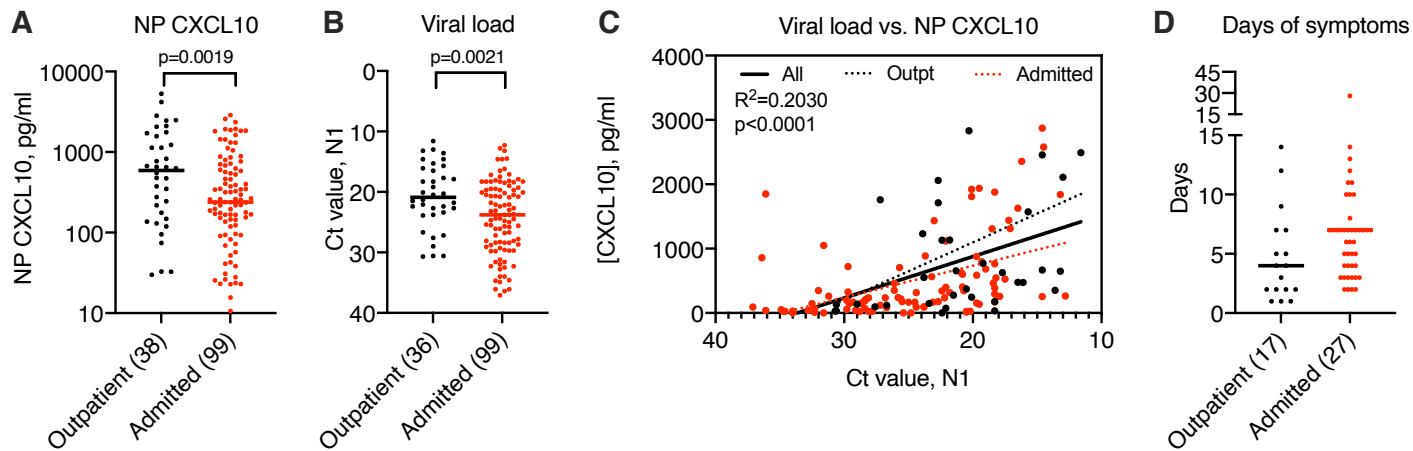 A
NP CXCL10
p=0.0019
10000
1000
100
10
NP CXCL10, pg/ml
Outpatient (38)
Admitted (99)
B
Viral load
p=0.0021
0
10
20
30
40
Ct value, N1
Outpatient (36)
Admitted (99)
C
Viral load vs. NP CXCL10
4000
3000
2000
1000
0
[CXCL10], pg/ml
All
Outpt
Admitted
R²=0.2030
p<0.0001
40
30
20
10
Ct value, N1
D
Days of symptoms
45
30
15
15
10
5
0
Days
Outpatient (17)
Admitted (27)